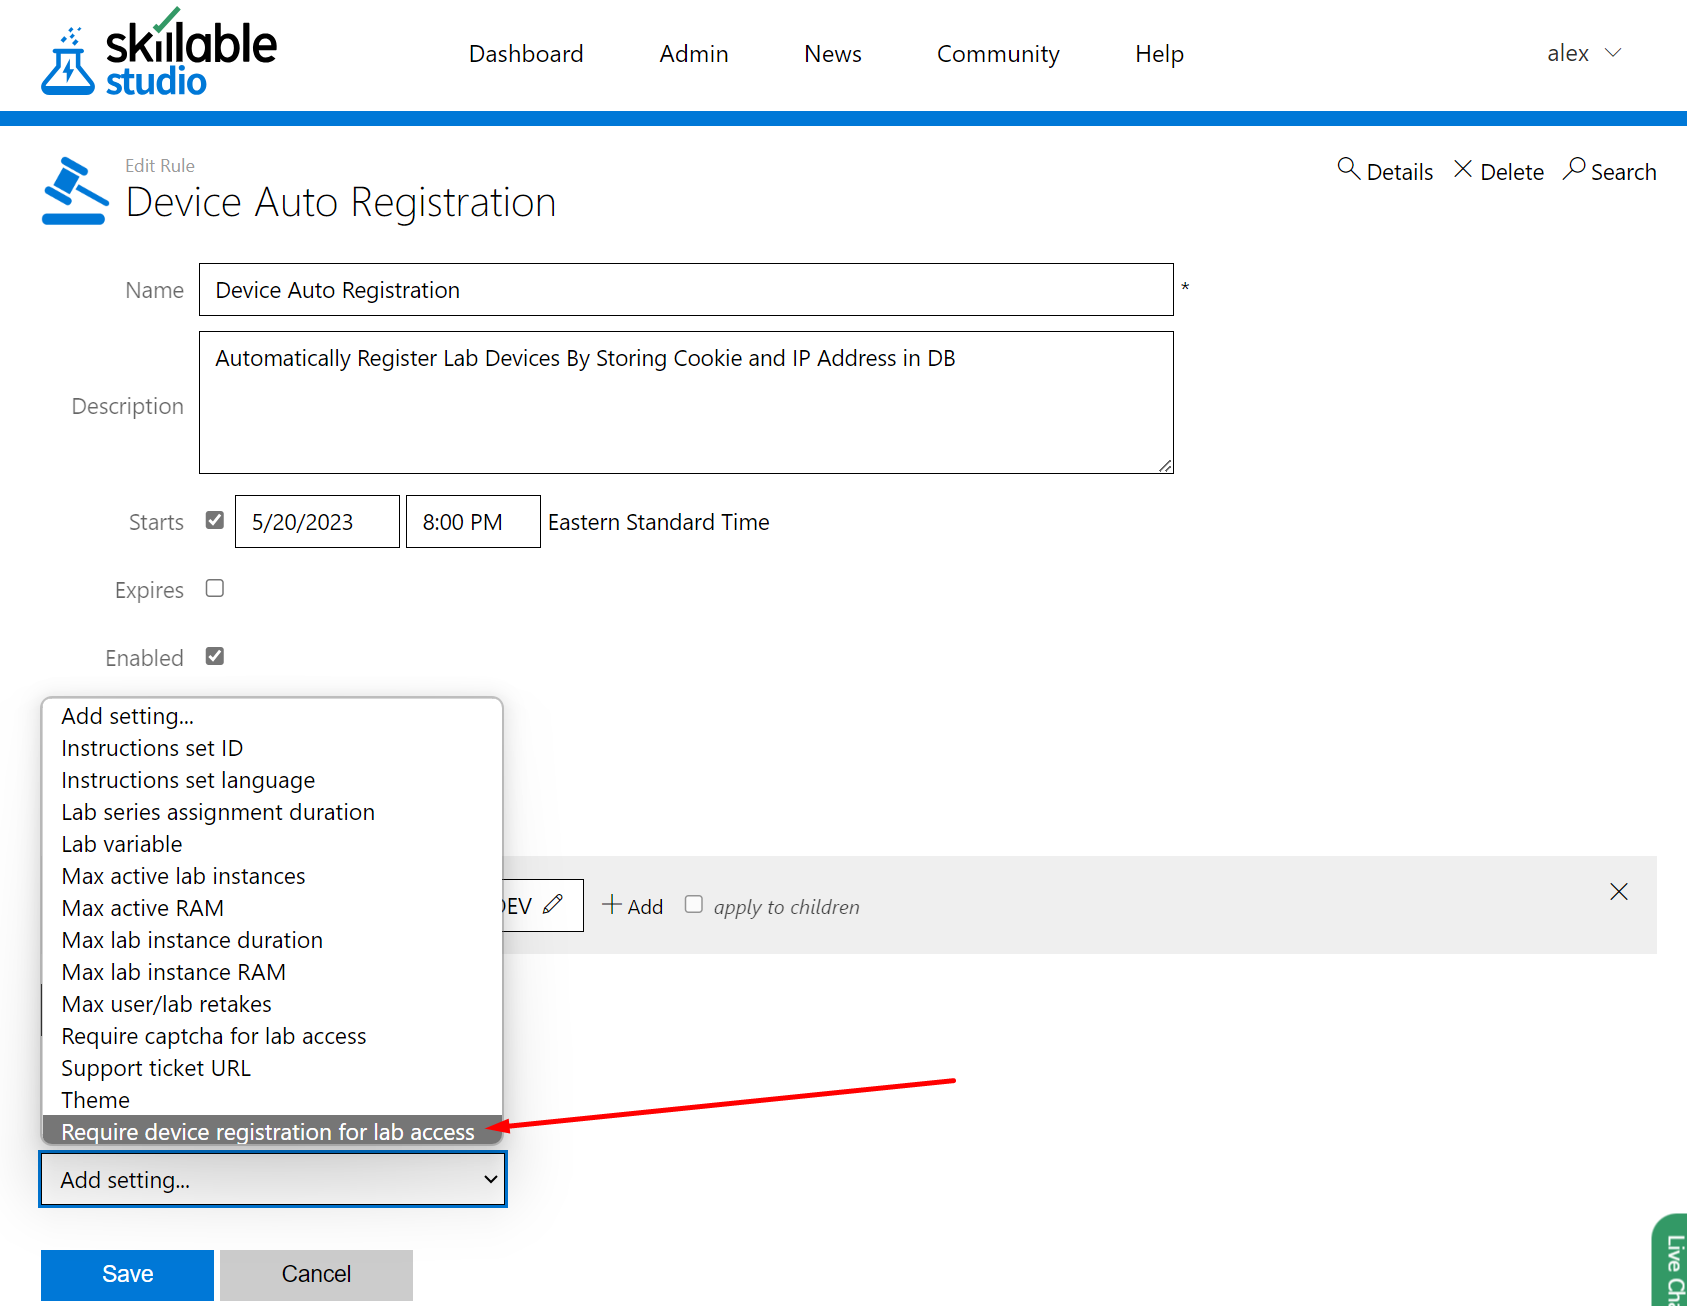 skillable
studio
Dashboard
Admin
News
Community
Help
alex
Edit Rule
Device Auto Registration
Details
Delete
Search
Name
Device Auto Registration
*
Description
Automatically Register Lab Devices By Storing Cookie and IP Address in DB
Starts
5/20/2023
8:00 PM
Eastern Standard Time
Expires
Enabled
Add setting...
Instructions set ID
Instructions set language
Lab series assignment duration
Lab variable
Max active lab instances
Max active RAM
Max lab instance duration
Max lab instance RAM
Max user/lab retakes
Require captcha for lab access
Support ticket URL
Theme
Require device registration for lab access
Add
apply to children
Add setting...
Save
Cancel
Live